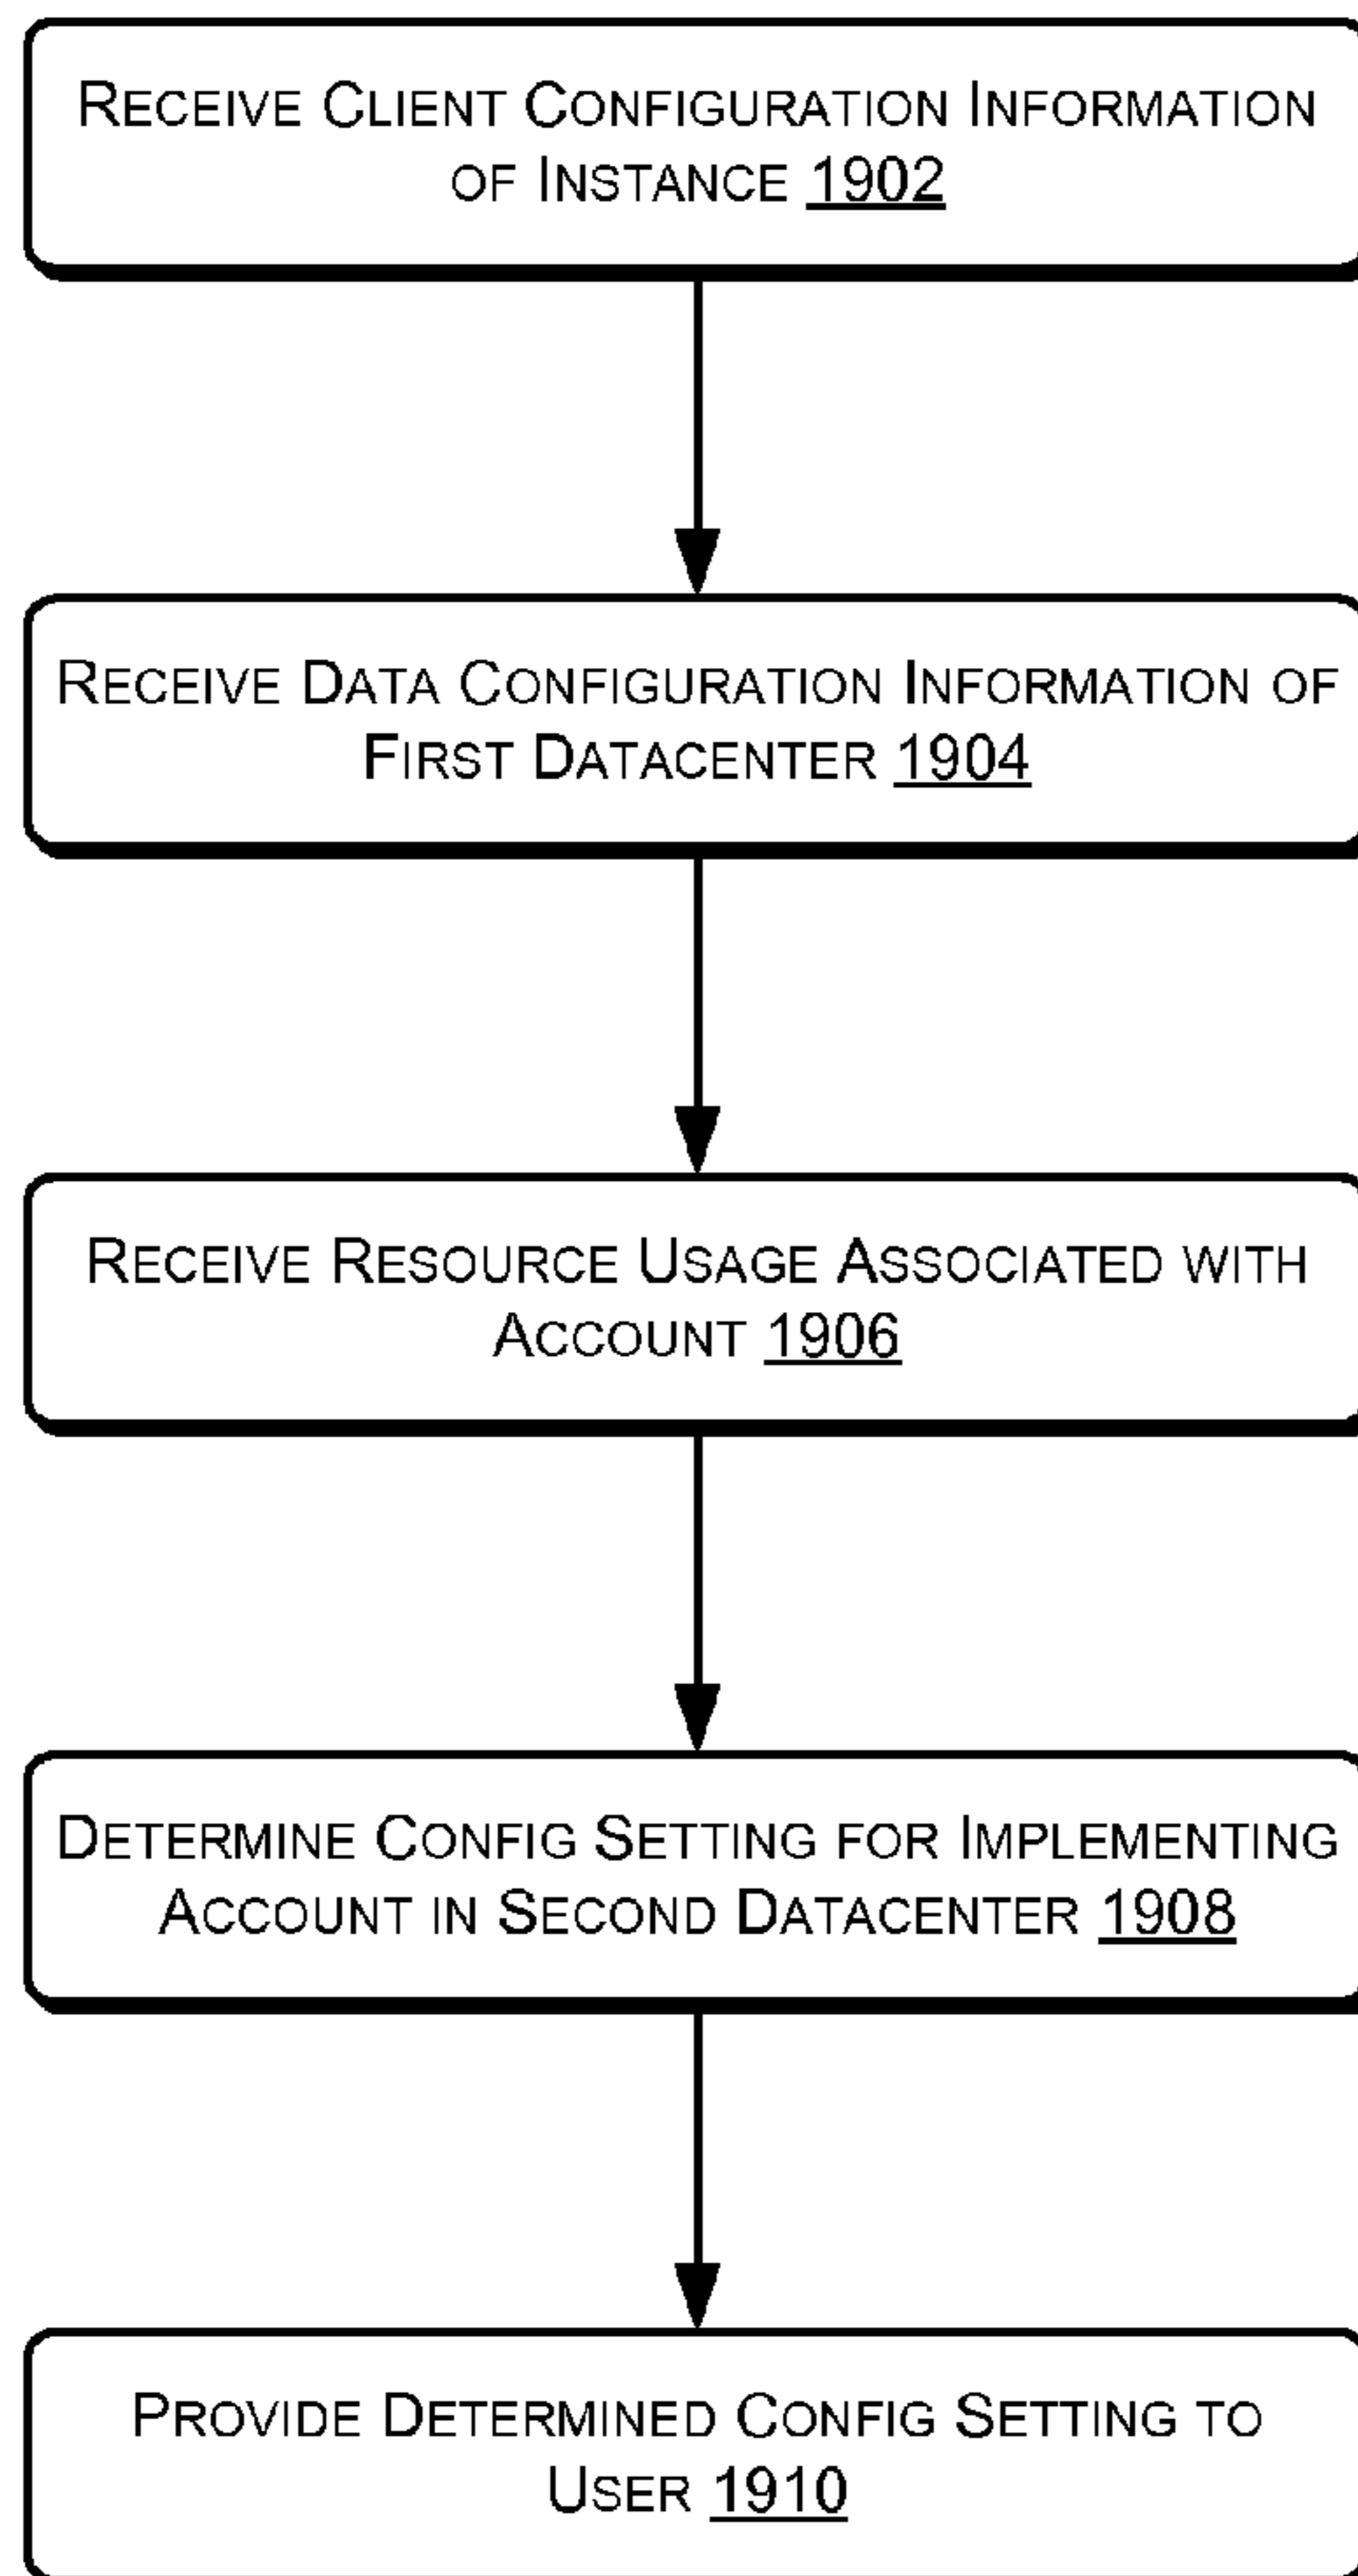 RECEIVE CLIENT CONFIGURATION INFORMATION
OF INSTANCE 1902
RECEIVE DATA CONFIGURATION INFORMATION OF
FIRST DATACENTER 1904
RECEIVE RESOURCE USAGE ASSOCIATED WITH
ACCOUNT 1906
DETERMINE CONFIG SETTING FOR IMPLEMENTING
ACCOUNT IN SECOND DATACENTER 1908
PROVIDE DETERMINED CONFIG SETTING TO
USER 1910